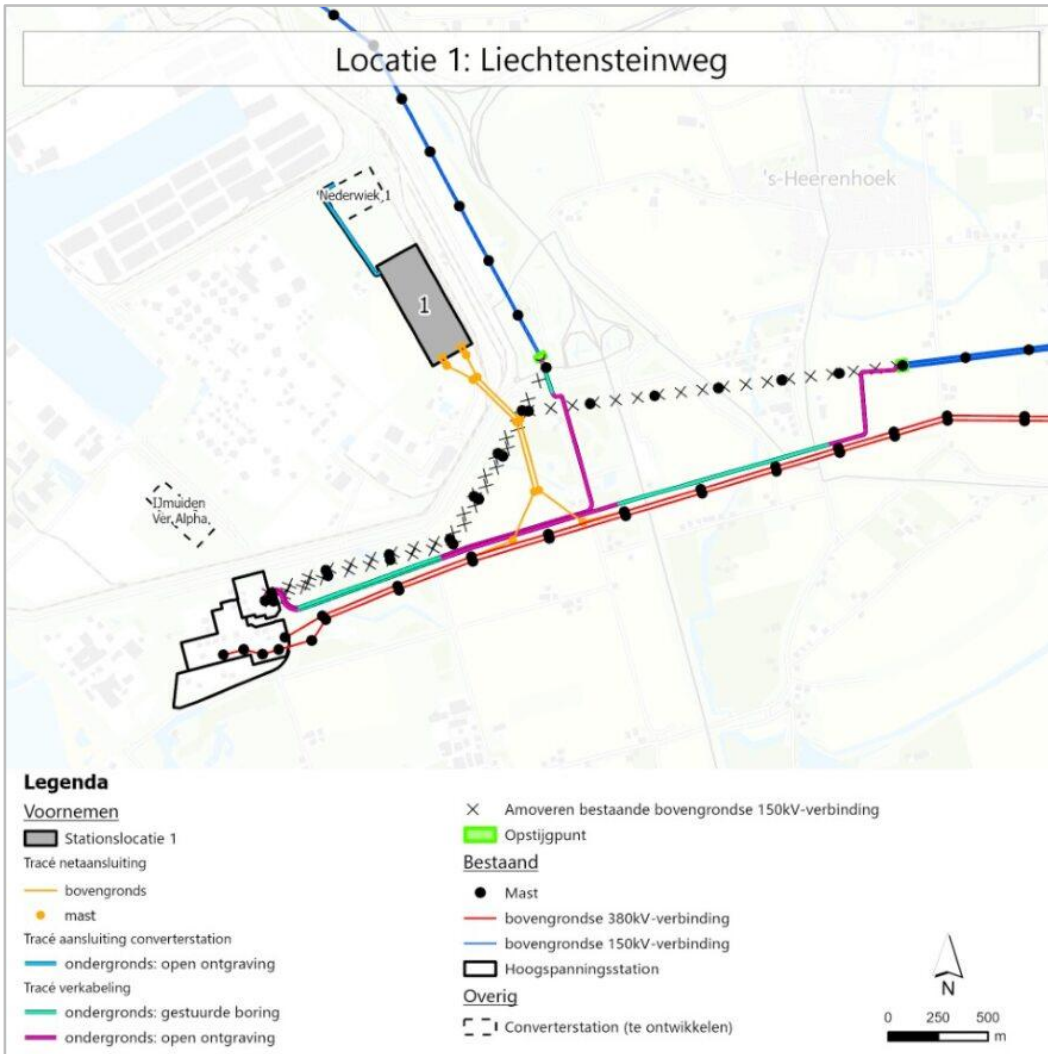 Locatie 1: Liechtensteinweg
's-Heerenhoek
Nederwiek 1
1
IJmuiden
Ver Alpha
Legenda
Voornemen
Stationslocatie 1
Tracé netaansluiting
bovengronds
mast
Tracé aansluiting converterstation
ondergronds: open ontgraving
Tracé verkabeling
ondergronds: gestuurde boring
ondergronds: open ontgraving
Amoveren bestaande bovengrondse 150kV-verbinding
Opstijgpunt
Bestaand
Mast
bovengrondse 380kV-verbinding
bovengrondse 150kV-verbinding
Hoogspanningsstation
Overig
Converterstation (te ontwikkelen)
N
0 250 500
m